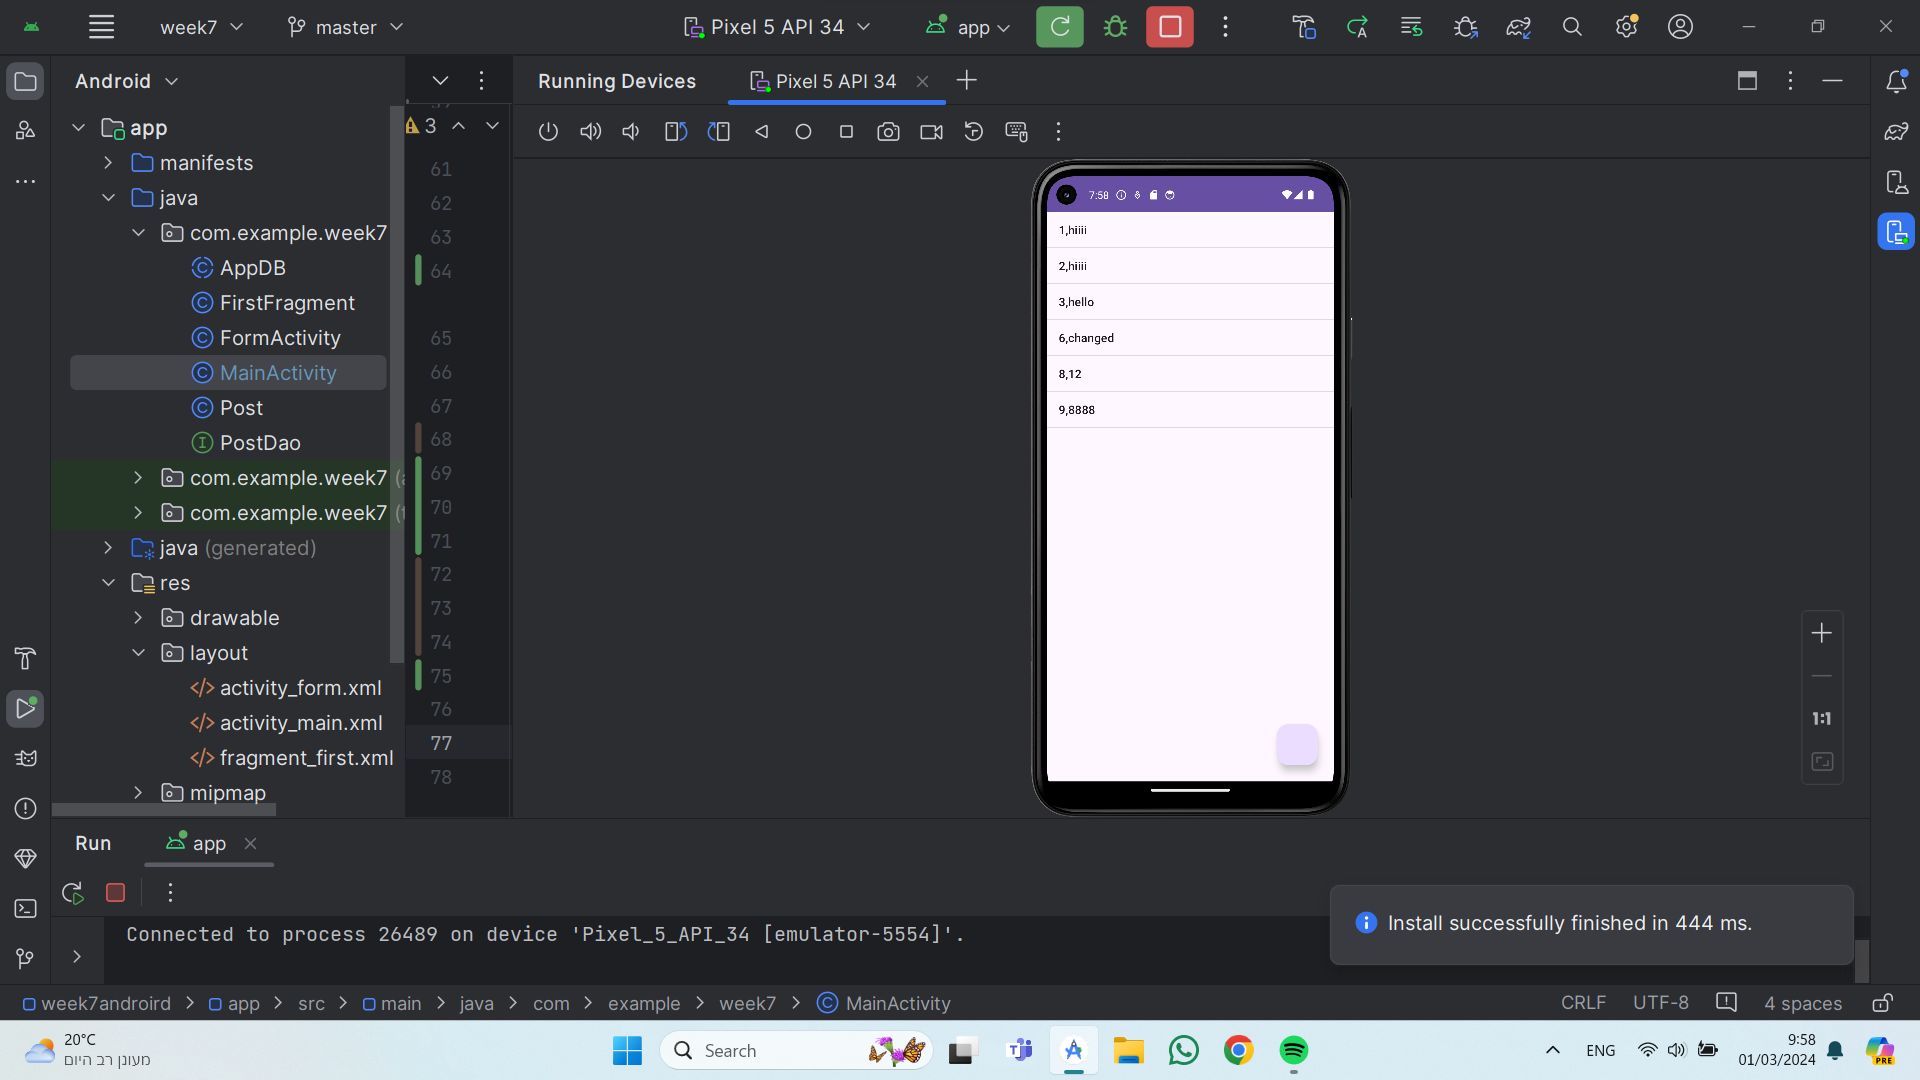 week7
master
Pixel 5 API 34
app
Android
Running Devices
Pixel 5 API 34
app
3
manifests
java
com.example.week7
AppDB
FirstFragment
FormActivity
MainActivity
Post
PostDao
com.example.week7
com.example.week7
java (generated)
res
drawable
layout
activity_form.xml
activity_main.xml
fragment_first.xml
mipmap
61
62
63
64
65
66
67
68
69
70
71
72
73
74
75
76
77
78
7:58
1,hiiii
2,hiiii
3,hello
6,changed
8,12
9,8888
1:1
Run
app
Connected to process 26489 on device 'Pixel_5_API_34 [emulator-5554]'.
Install successfully finished in 444 ms.
week7androird > app > src > main > java > com > example > week7 > MainActivity
CRLF
UTF-8
4 spaces
20°C
מעונן רב היום
Search
ENG
9:58
01/03/2024
PRE